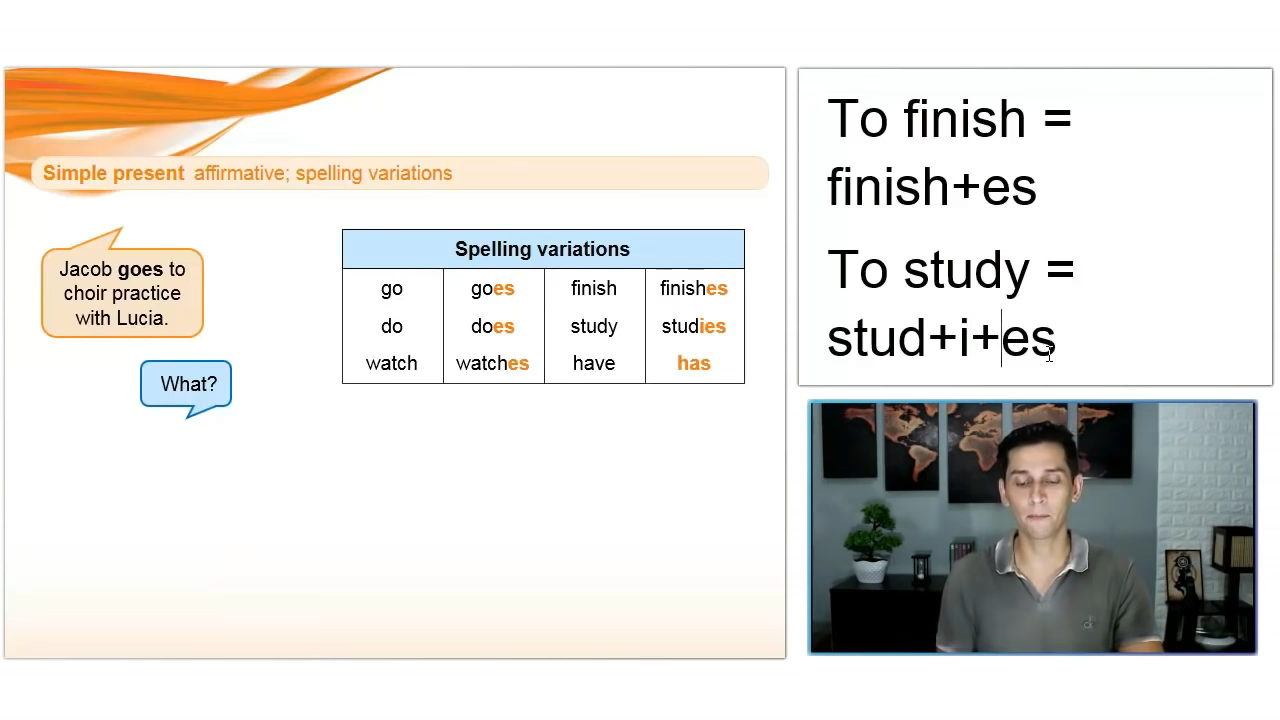 Simple present affirmative; spelling variations
Jacob goes to
choir practice
with Lucia.
What?
Spelling variations
go goes finish finishes
do does study studies
watch watches have has
To finish =
finish+es
To study =
stud+i+es